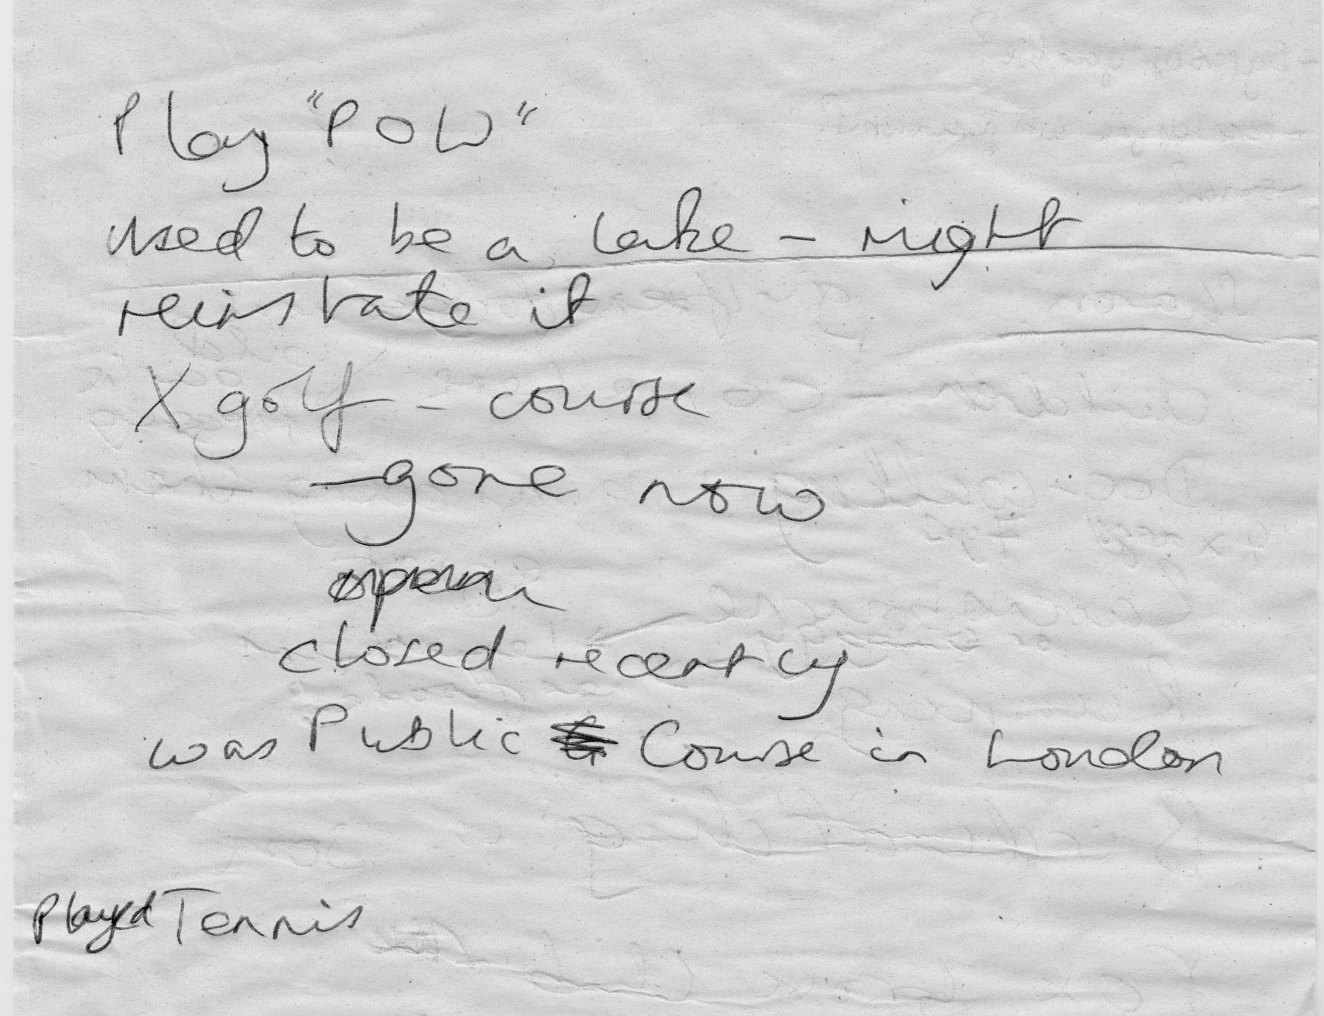 Play "POW"
used to be a lake - might
reinstate it
X golf - course
- gone now
open
closed recently
was Public Course in London
Played Tennis